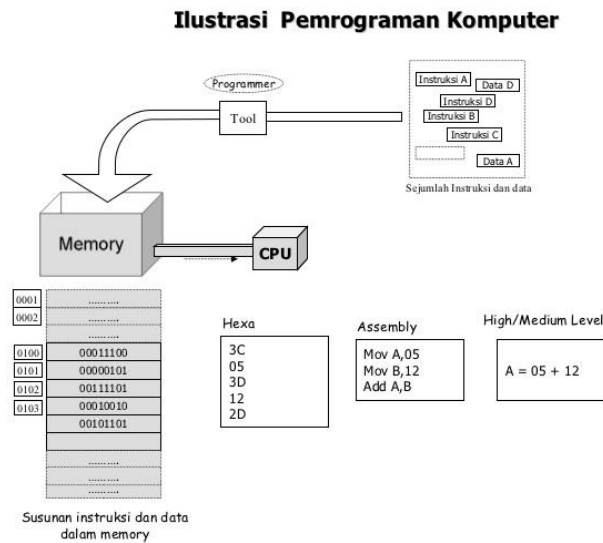 Ilustrasi Pemrograman Komputer
Programmer
Tool
Instruksi A
Data D
Instruksi D
Instruksi B
Instruksi C
Data A
Sejumlah Instruksi dan data
Memory
CPU
0001
..........
0002
..........
..........
0100
00011100
0101
00000101
0102
00111101
0103
00010010
00101101
..........
..........
..........
Susunan instruksi dan data
dalam memory
Hexa
3C
05
3D
12
2D
Assembly
Mov A,05
Mov B,12
Add A,B
High/Medium Level
A = 05 + 12